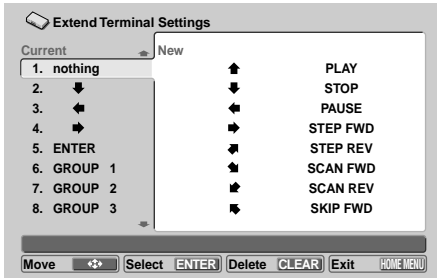 Extend Terminal Settings
Current New
1. nothing ⬆ PLAY
2. ⬇ ⬇ STOP
3. ⬅ ⬅ PAUSE
4. ➡ ➡ STEP FWD
5. ENTER ⬈ STEP REV
6. GROUP 1 ⬊ SCAN FWD
7. GROUP 2 ⬋ SCAN REV
8. GROUP 3 ⬉ SKIP FWD
Move Select ENTER Delete CLEAR Exit HOME MENU